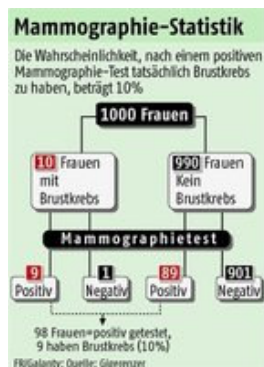 Mammographie-Statistik
Die Wahrscheinlichkeit, nach einem positiven
Mammographie-Test tatsächlich Brustkrebs
zu haben, beträgt 10%
1000 Frauen
10 Frauen
mit
Brustkrebs
990 Frauen
Kein
Brustkrebs
Mammographietest
9
Positiv
1
Negativ
89
Positiv
901
Negativ
98 Frauen=positiv getestet,
9 haben Brustkrebs (10%)
FR/Galanty; Quelle: Gigerenzer